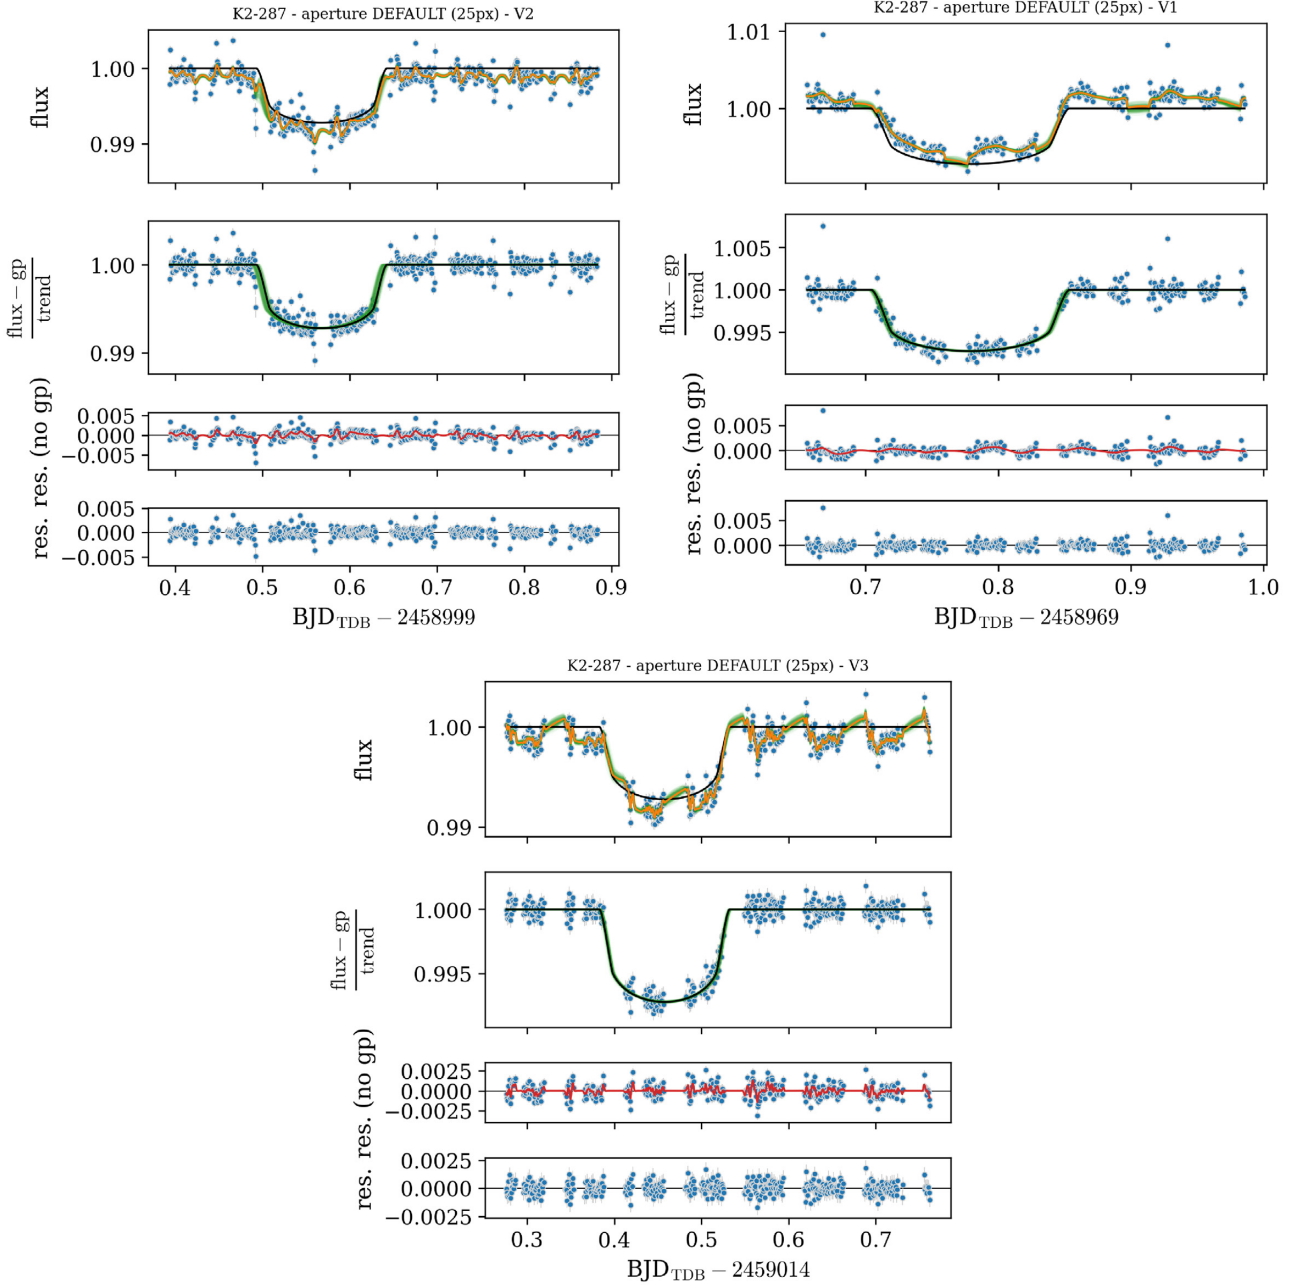 K2-287 - aperture DEFAULT (25px) - V2
1.00
0.99
flux
1.00
0.99
flux − gp
trend
0.005
0.000
−0.005
res. (no gp)
0.005
0.000
−0.005
res.
0.4 0.5 0.6 0.7 0.8 0.9
BJD_TDB − 2458999
K2-287 - aperture DEFAULT (25px) - V1
1.01
1.00
flux
1.005
1.000
0.995
flux − gp
trend
0.005
0.000
res. (no gp)
0.005
0.000
res.
0.7 0.8 0.9 1.0
BJD_TDB − 2458969
K2-287 - aperture DEFAULT (25px) - V3
1.00
0.99
flux
1.000
0.995
flux − gp
trend
0.0025
0.0000
−0.0025
res. (no gp)
0.0025
0.0000
−0.0025
res.
0.3 0.4 0.5 0.6 0.7
BJD_TDB − 2459014